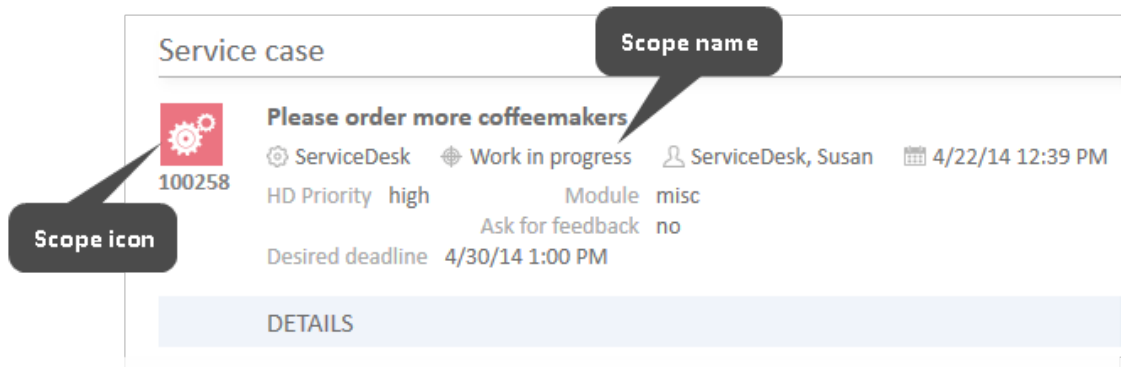 Scope name
Service case
Please order more coffeemakers
ServiceDesk Work in progress ServiceDesk, Susan 4/22/14 12:39 PM
100258
HD Priority high Module misc
Ask for feedback no
Scope icon
Desired deadline 4/30/14 1:00 PM
DETAILS